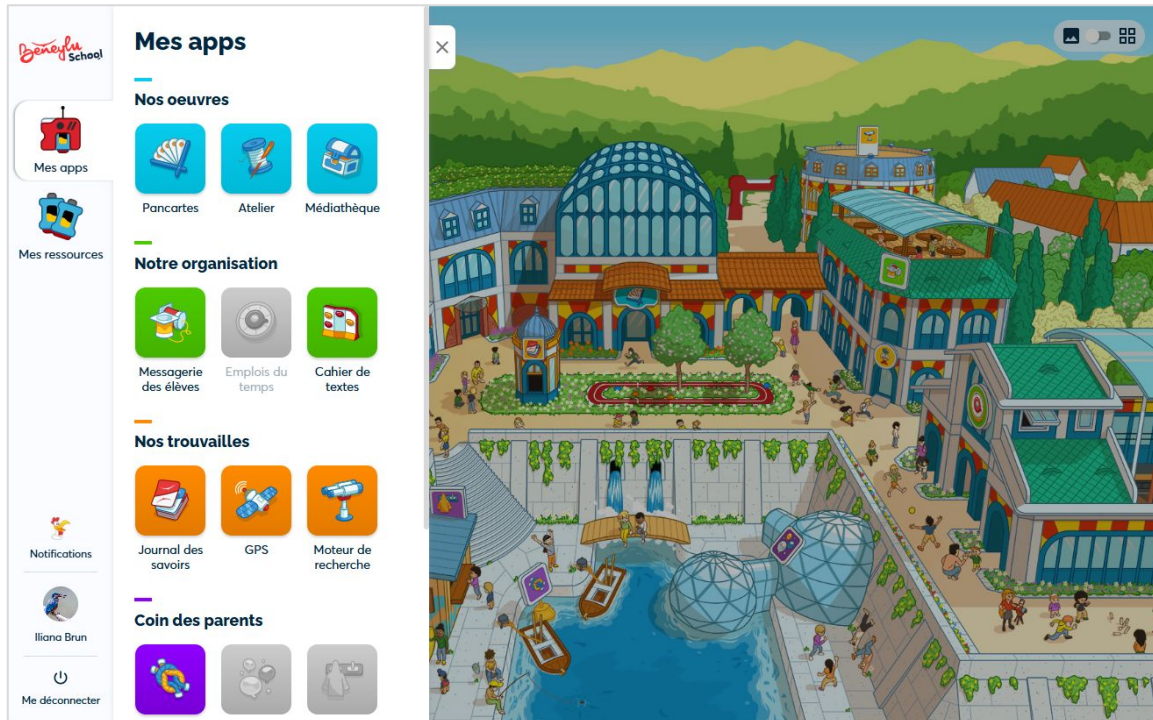 Beneylu
School
Mes apps
Mes ressources
Notifications
Iliana Brun
Me déconnecter
Mes apps
Nos oeuvres
Pancartes
Atelier
Médiathèque
Notre organisation
Messagerie
des élèves
Emplois du
temps
Cahier de
textes
Nos trouvailles
Journal des
savoirs
GPS
Moteur de
recherche
Coin des parents